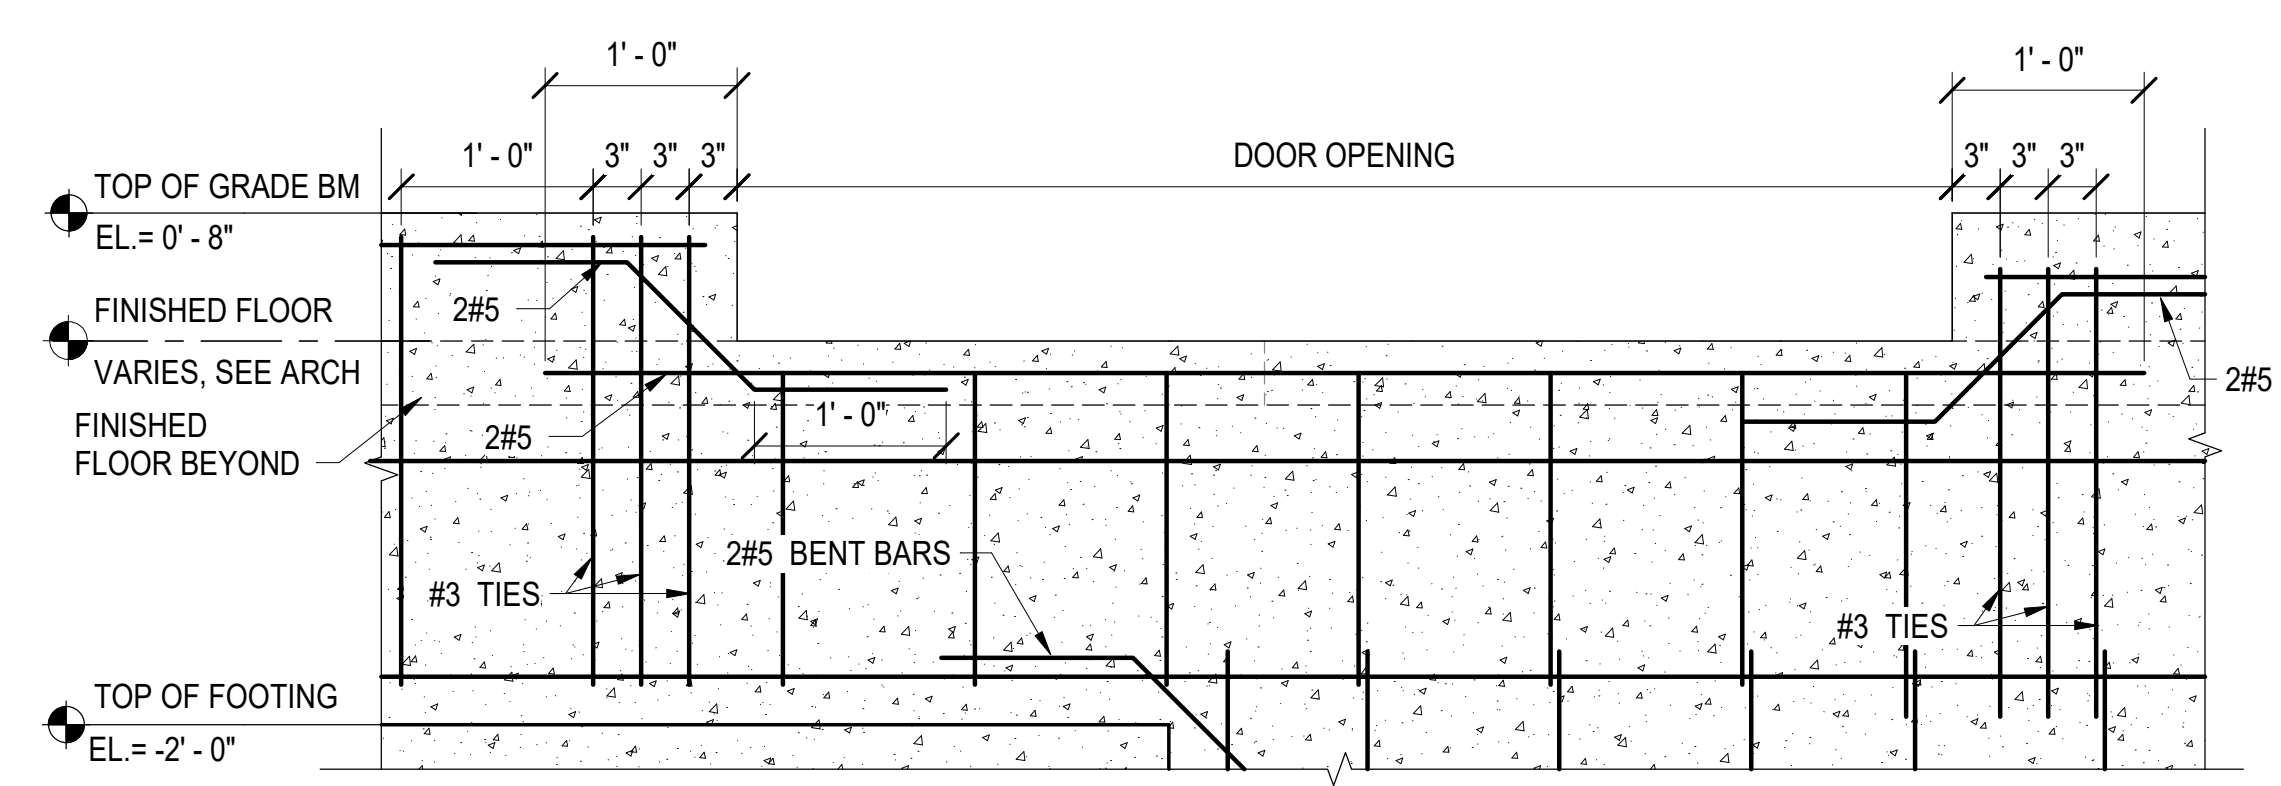 1' - 0"
1' - 0"
1' - 0"
3"
3"
3"
DOOR OPENING
3"
3"
3"
TOP OF GRADE BM
EL.= 0' - 8"
2#5
FINISHED FLOOR
VARIES, SEE ARCH
2#5
FINISHED
FLOOR BEYOND
2#5
1' - 0"
2#5 BENT BARS
#3 TIES
#3 TIES
TOP OF FOOTING
EL.= -2' - 0"